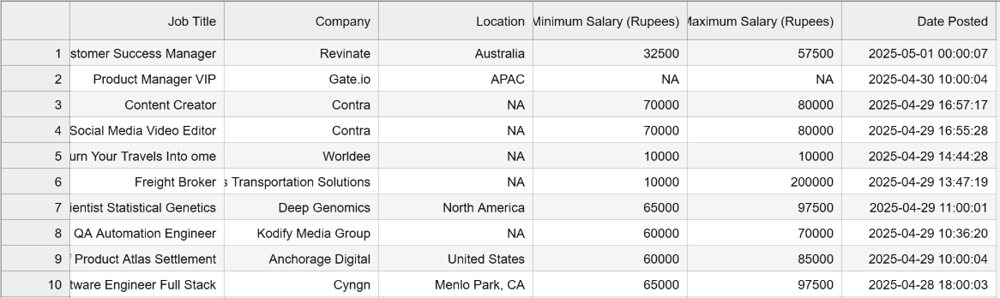 Job Title Company Location Minimum Salary (Rupees) Maximum Salary (Rupees) Date Posted
1 stomer Success Manager Revinate Australia 32500 57500 2025-05-01 00:00:07
2 Product Manager VIP Gate.io APAC NA NA 2025-04-30 10:00:04
3 Content Creator Contra NA 70000 80000 2025-04-29 16:57:17
4 Social Media Video Editor Contra NA 70000 80000 2025-04-29 16:55:28
5 urn Your Travels Into ome Worldee NA 10000 10000 2025-04-29 14:44:28
6 Freight Broker s Transportation Solutions NA 10000 200000 2025-04-29 13:47:19
7 ientist Statistical Genetics Deep Genomics North America 65000 97500 2025-04-29 11:00:01
8 QA Automation Engineer Kodify Media Group NA 60000 70000 2025-04-29 10:36:20
9 Product Atlas Settlement Anchorage Digital United States 60000 85000 2025-04-29 10:00:04
10 tware Engineer Full Stack Cyngn Menlo Park, CA 65000 97500 2025-04-28 18:00:03